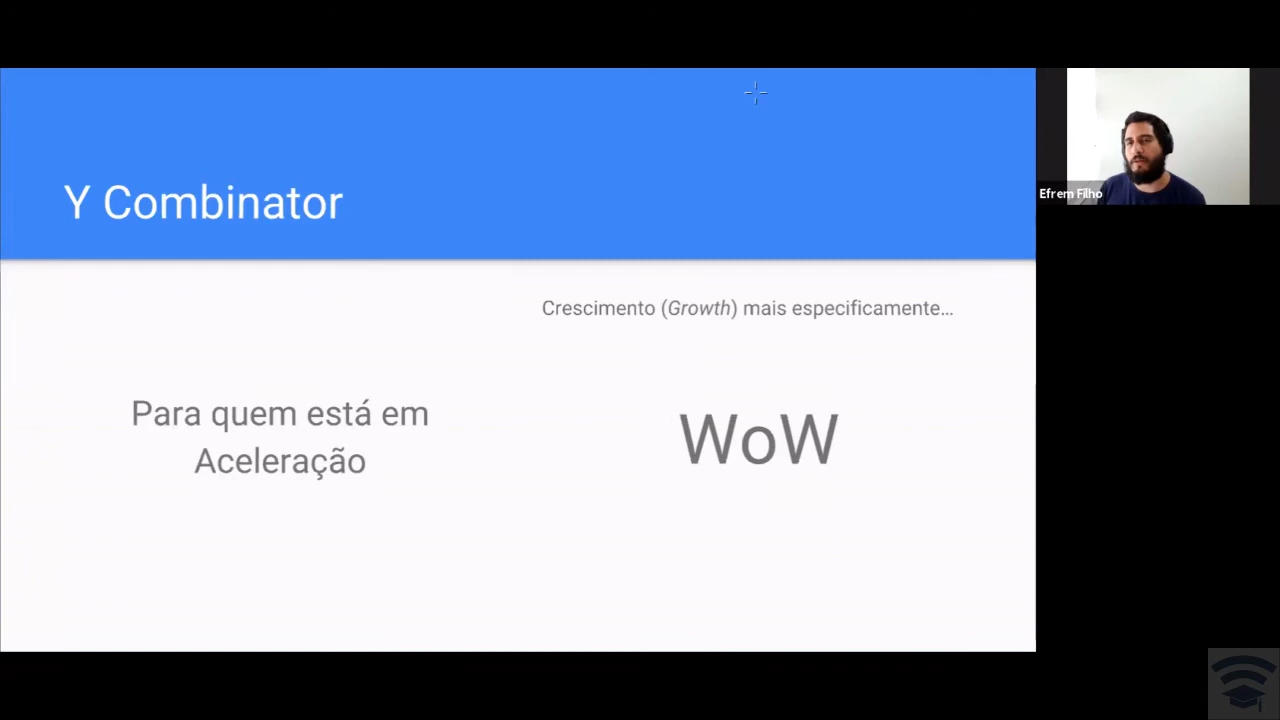 Y Combinator
Efrem Filho
Crescimento (Growth) mais especificamente...
Para quem está em
Aceleração
WoW